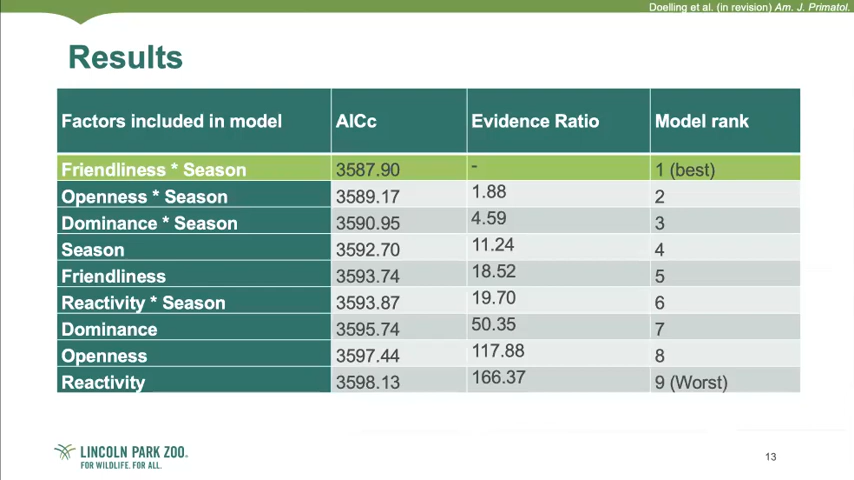 Doelling et al. (in revision) Am. J. Primatol.
Results
Factors included in model AICc Evidence Ratio Model rank
Friendliness * Season 3587.90 - 1 (best)
Openness * Season 3589.17 1.88 2
Dominance * Season 3590.95 4.59 3
Season 3592.70 11.24 4
Friendliness 3593.74 18.52 5
Reactivity * Season 3593.87 19.70 6
Dominance 3595.74 50.35 7
Openness 3597.44 117.88 8
Reactivity 3598.13 166.37 9 (Worst)
LINCOLN PARK ZOO.
FOR WILDLIFE. FOR ALL.
13